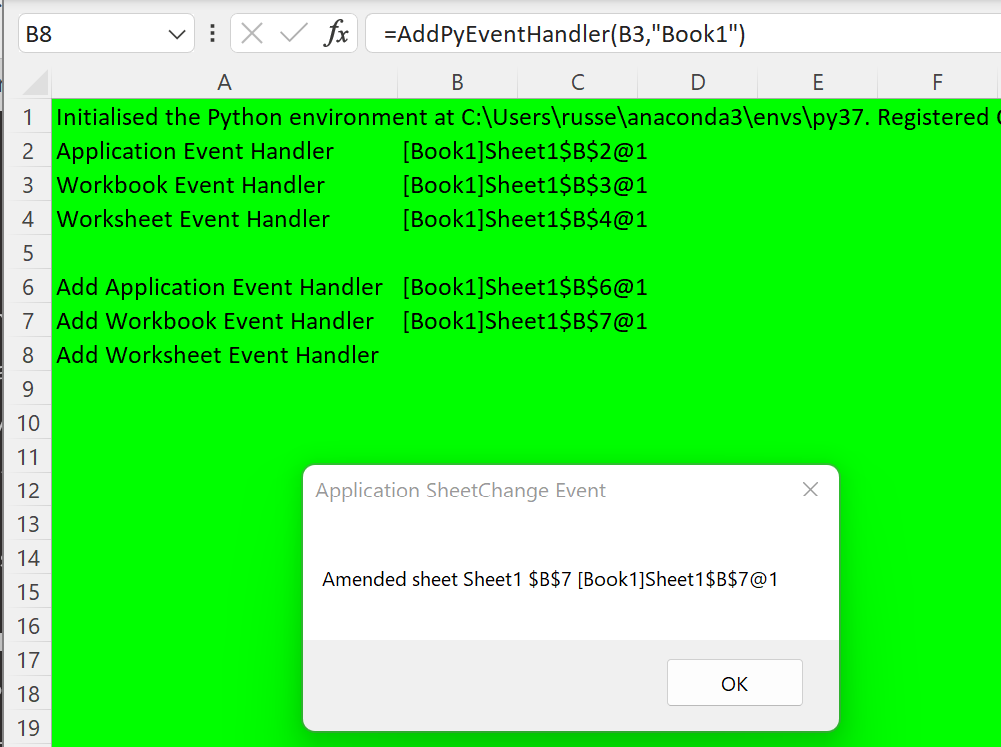 B8
fx
=AddPyEventHandler(B3,"Book1")
A B C D E F
1 Initialised the Python environment at C:\Users\russe\anaconda3\envs\py37. Registered
2 Application Event Handler [Book1]Sheet1$B$2@1
3 Workbook Event Handler [Book1]Sheet1$B$3@1
4 Worksheet Event Handler [Book1]Sheet1$B$4@1
5
6 Add Application Event Handler [Book1]Sheet1$B$6@1
7 Add Workbook Event Handler [Book1]Sheet1$B$7@1
8 Add Worksheet Event Handler
9
10
11
12
13
14
15
16
17
18
19
Application SheetChange Event
Amended sheet Sheet1 $B$7 [Book1]Sheet1$B$7@1
OK